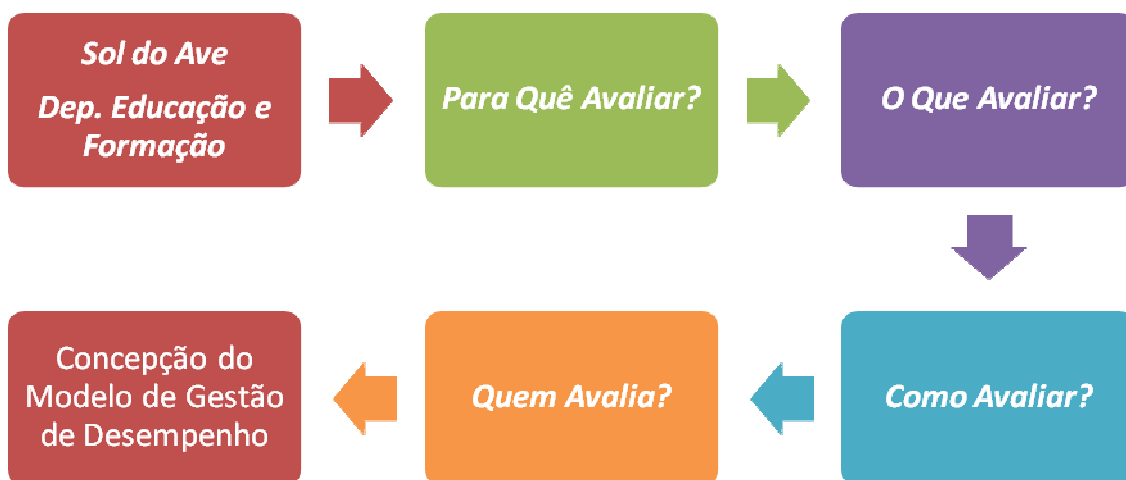 Sol do Ave
Dep. Educação e
Formação
Para Quê Avaliar?
O Que Avaliar?
Como Avaliar?
Quem Avalia?
Concepção do
Modelo de Gestão
de Desempenho